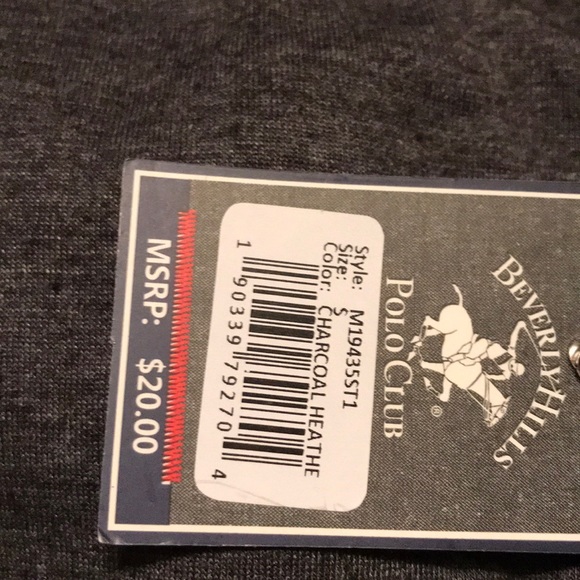 BEVERLY HILLS
POLO CLUB
®
Style: M19435ST1
Size: S
Color: CHARCOAL HEATHE
1 90339 79270 4
MSRP: $20.00